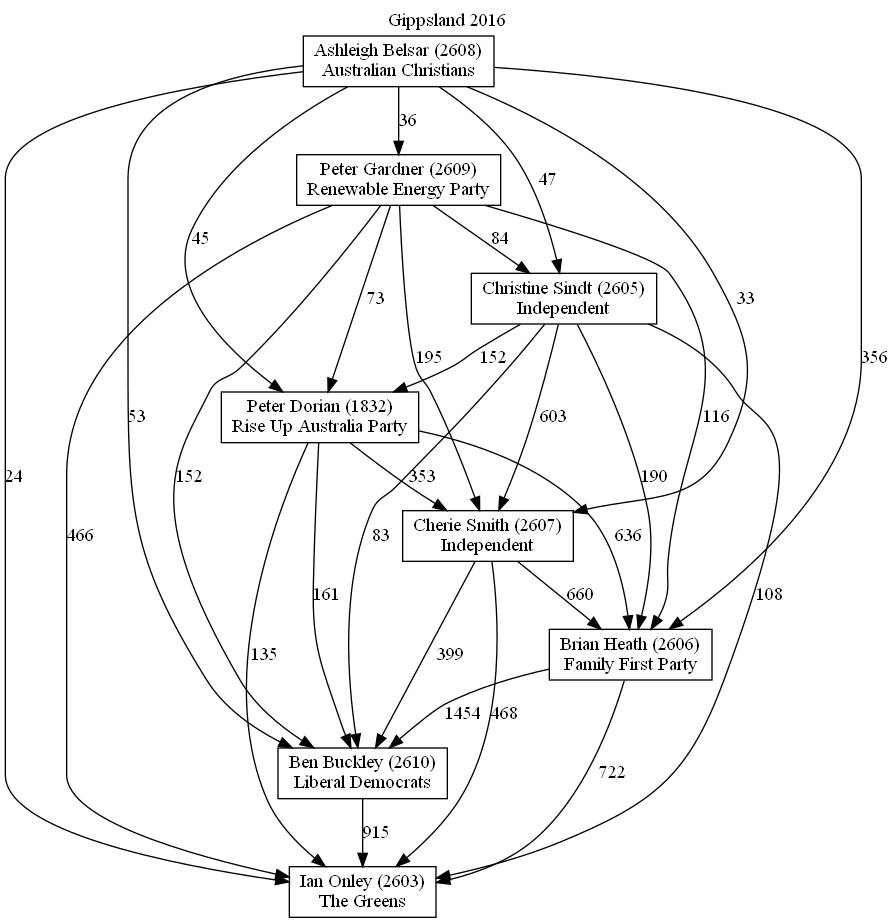 Gippsland 2016
Ashleigh Belsar (2608)
Australian Christians
36
Peter Gardner (2609)
Renewable Energy Party
47
45
84
33
Christine Sindt (2605)
Independent
73
195
152
356
Peter Dorian (1832)
Rise Up Australia Party
53
603
116
24
152
353
190
Cherie Smith (2607)
Independent
466
83
636
161
660
108
135
399
Brian Heath (2606)
Family First Party
1454
468
Ben Buckley (2610)
Liberal Democrats
722
915
Ian Onley (2603)
The Greens